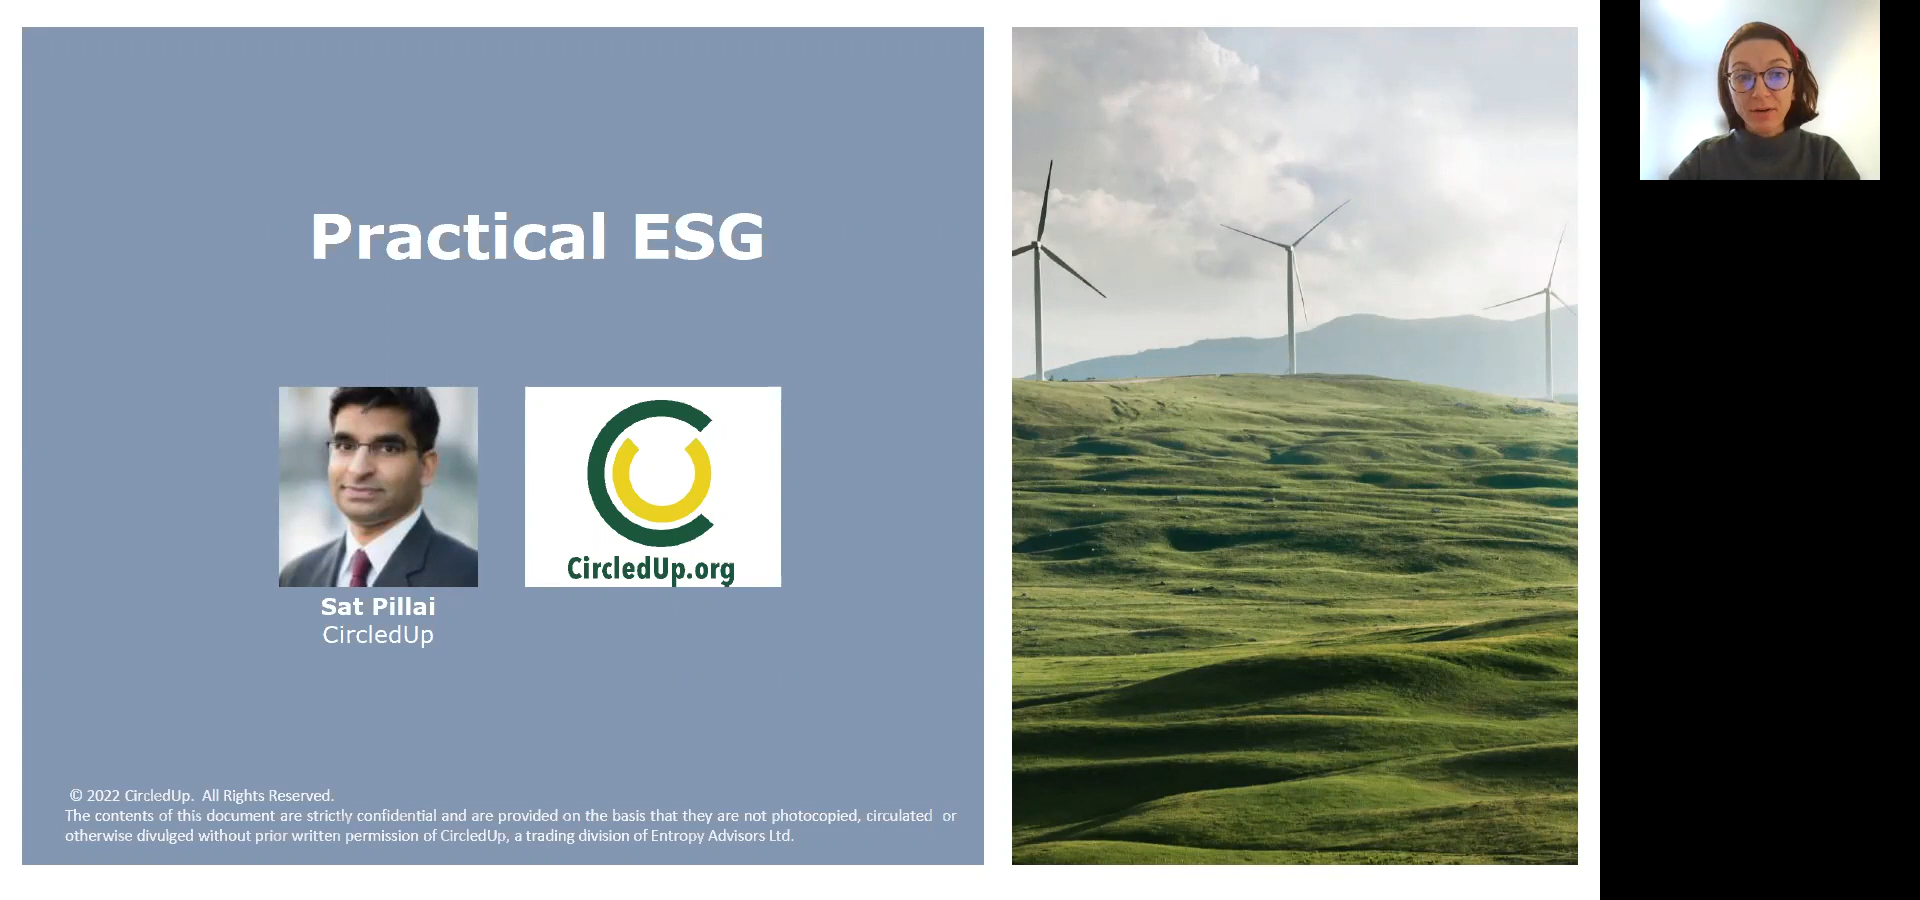 Practical ESG
CircledUp.org
Sat Pillai
CircledUp
© 2022 CircledUp.  All Rights Reserved.
The contents of this document are strictly confidential and are provided on the basis that they are not photocopied, circulated  or
otherwise divulged without prior written permission of CircledUp, a trading division of Entropy Advisors Ltd.